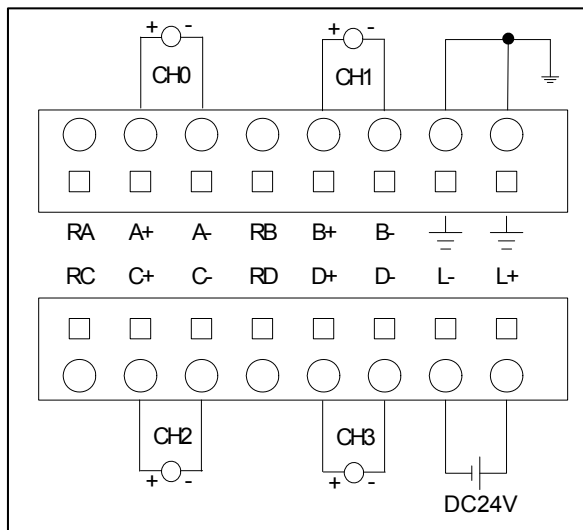 + - + -
CH0 CH1
RA A+ A- RB B+ B-
RC C+ C- RD D+ D- L- L+
CH2 CH3
+ - + -
DC24V